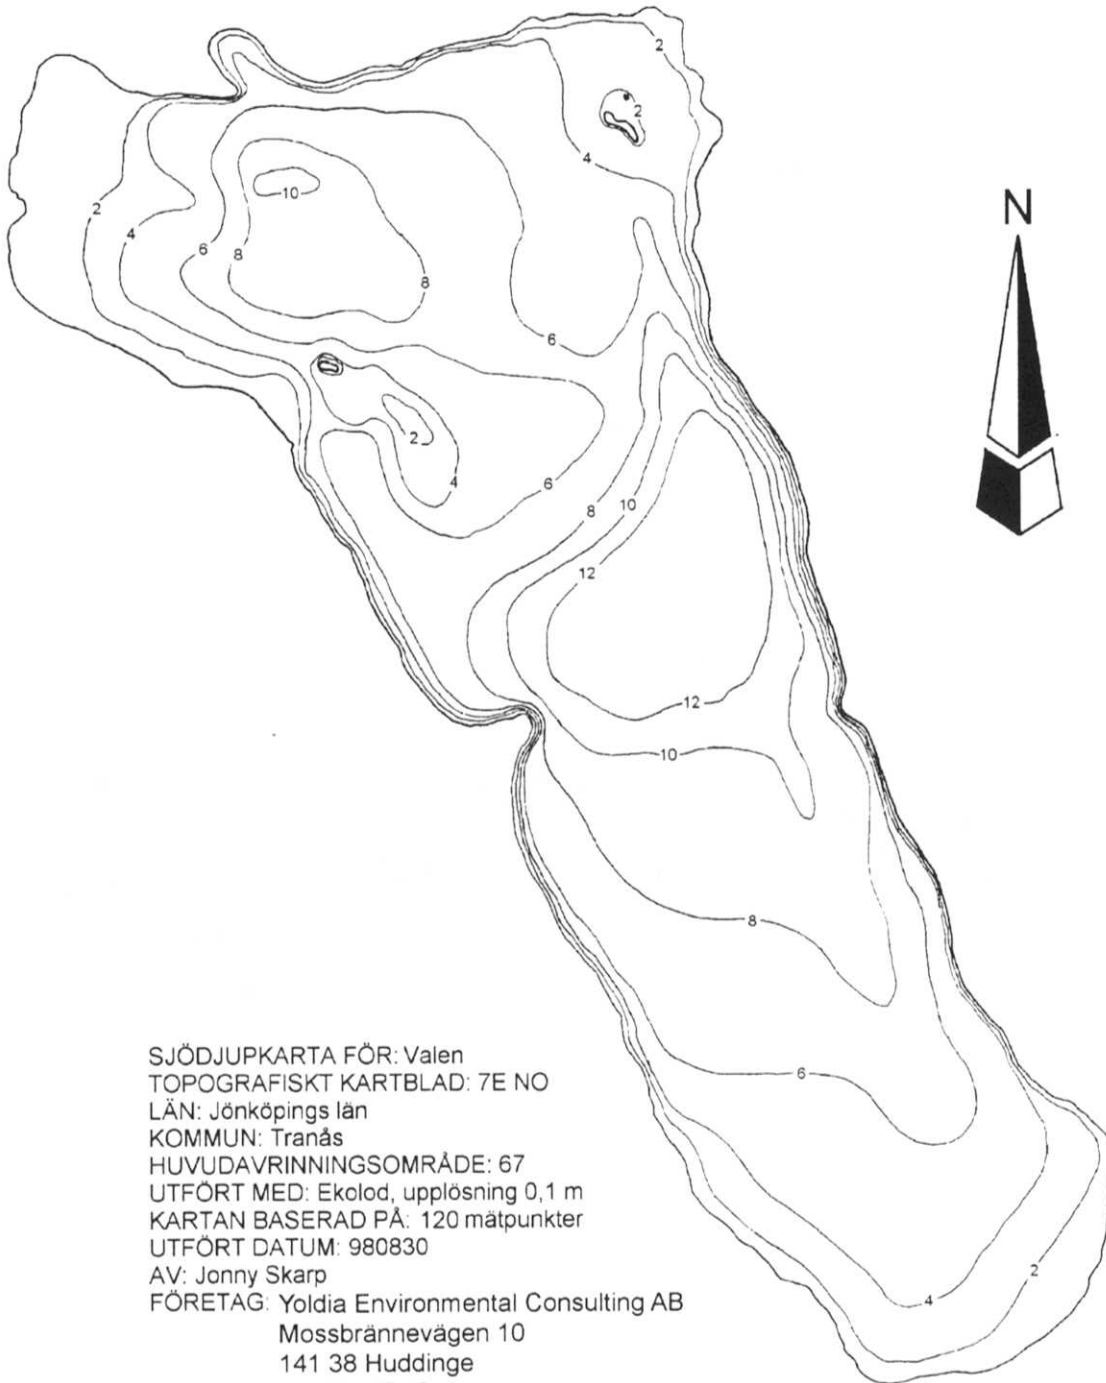 2
2
4
N
10
2
4
6
8
8
6
2
4
6
8
10
12
12
10
8
6
SJÖDJUPKARTA FÖR: Valen
TOPOGRAFISKT KARTBLAD: 7E NO
LÄN: Jönköpings län
KOMMUN: Tranås
HUVUDAVRINNINGSOMRÅDE: 67
UTFÖRT MED: Ekolod, upplösning 0,1 m
KARTAN BASERAD PÅ: 120 mätpunkter
UTFÖRT DATUM: 980830
AV: Jonny Skarp
FÖRETAG: Yoldia Environmental Consulting AB
Mossbrännevägen 10
141 38 Huddinge
2
4